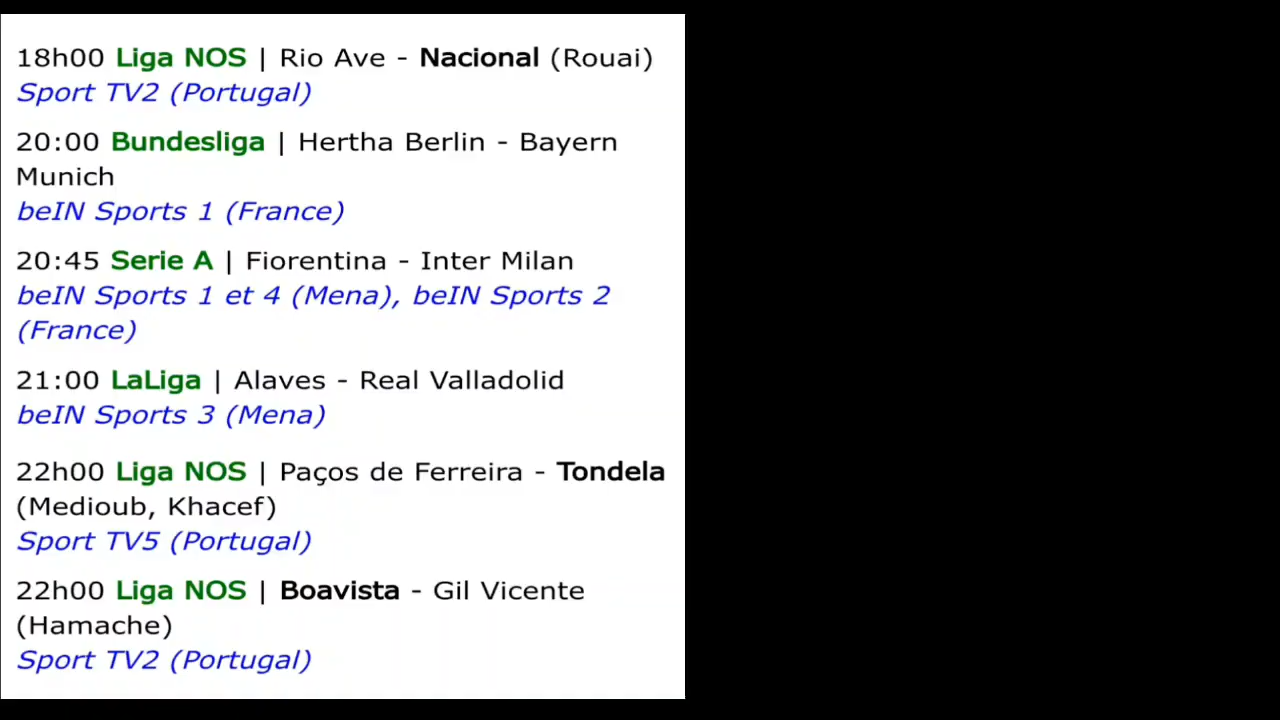 18h00 Liga NOS | Rio Ave - Nacional (Rouai)
Sport TV2 (Portugal)
20:00 Bundesliga | Hertha Berlin - Bayern
Munich
beIN Sports 1 (France)
20:45 Serie A | Fiorentina - Inter Milan
beIN Sports 1 et 4 (Mena), beIN Sports 2
(France)
21:00 LaLiga | Alaves - Real Valladolid
beIN Sports 3 (Mena)
22h00 Liga NOS | Paços de Ferreira - Tondela
(Medioub, Khacef)
Sport TV5 (Portugal)
22h00 Liga NOS | Boavista - Gil Vicente
(Hamache)
Sport TV2 (Portugal)